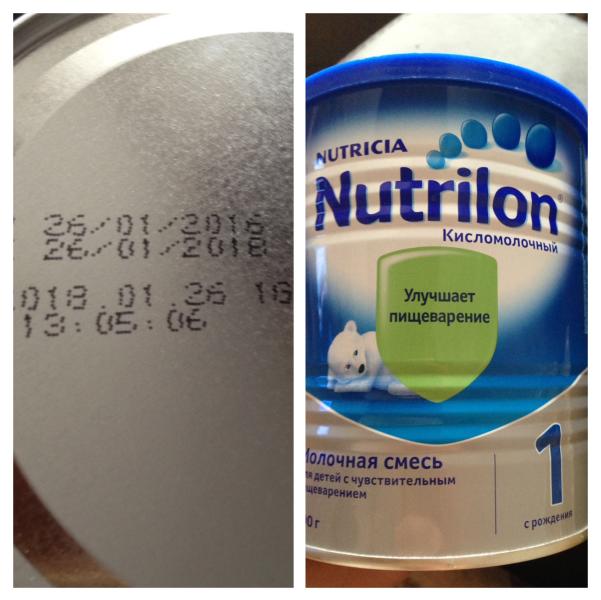 26/01/2016
26/01/2018
018.01.26
13:05:06
NUTRICIA
Nutrilon
Кисломолочный
Улучшает
пищеварение
Молочная смесь
для детей с чувствительным
пищеварением
1
с рождения